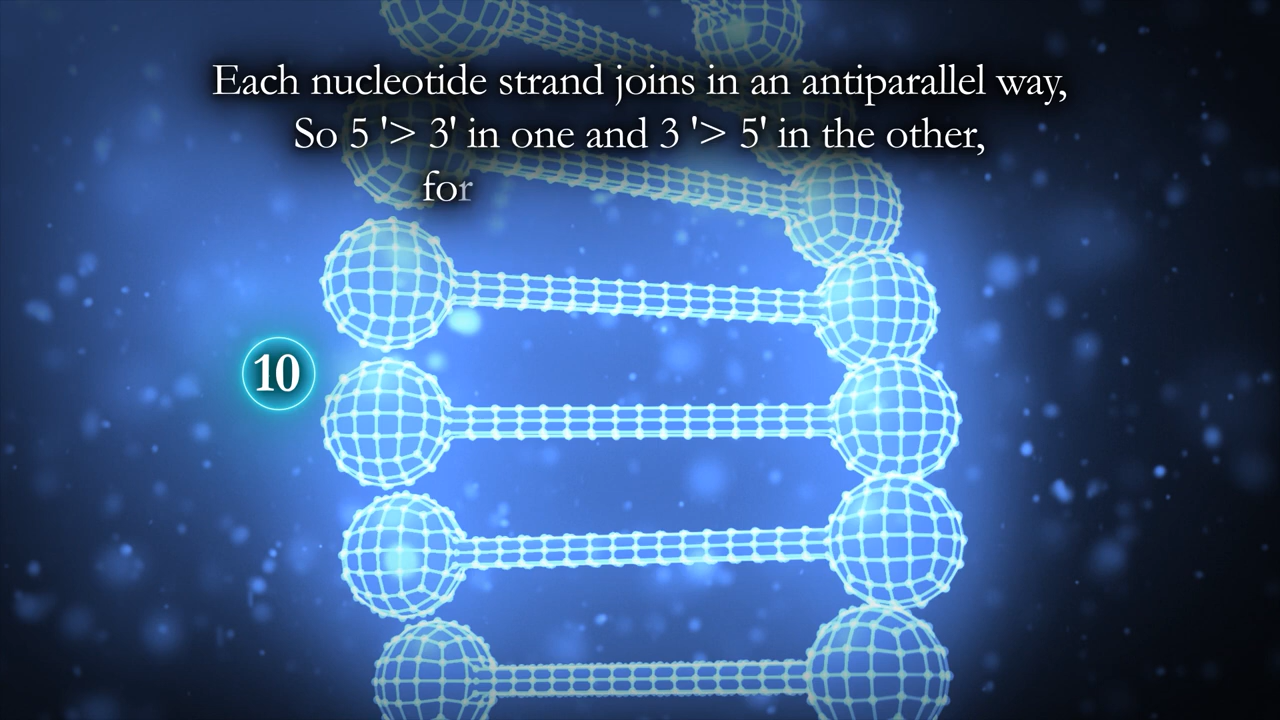 Each nucleotide strand joins in an antiparallel way,
So 5 '> 3' in one and 3 '> 5' in the other,
for
10